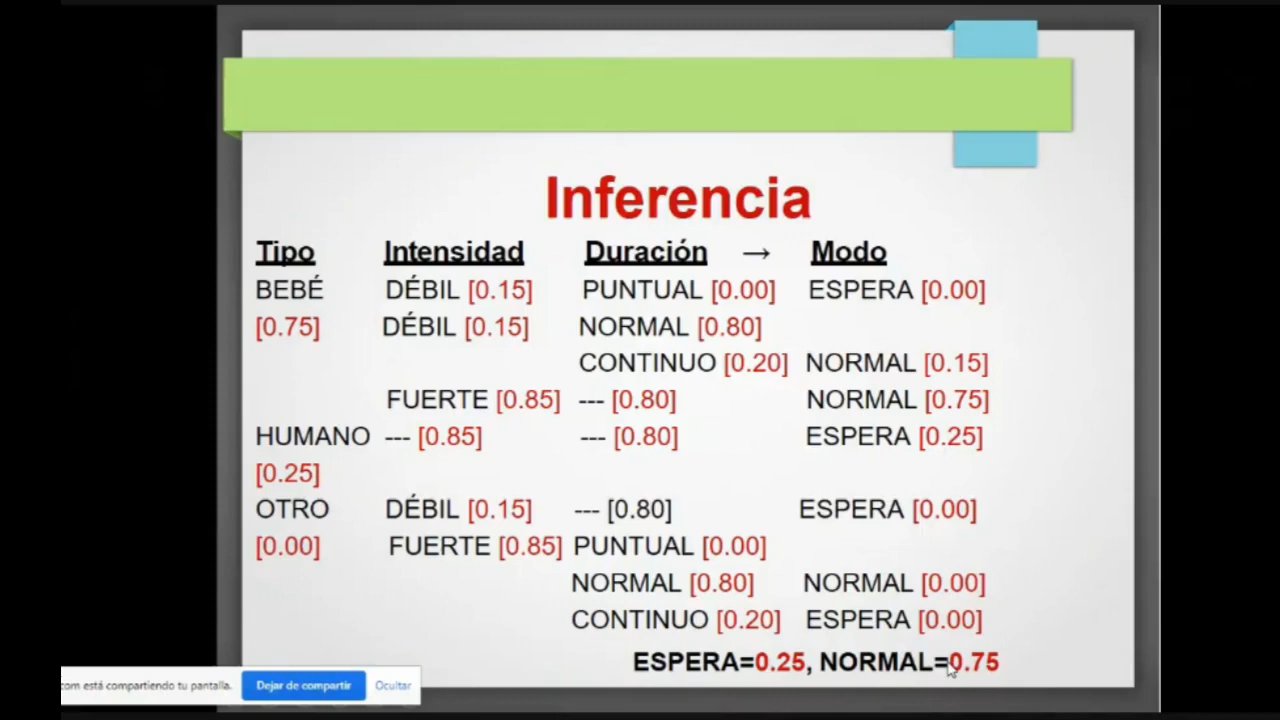 Inferencia
Tipo Intensidad Duración → Modo
BEBÉ DÉBIL [0.15] PUNTUAL [0.00] ESPERA [0.00]
[0.75] DÉBIL [0.15] NORMAL [0.80]
CONTINUO [0.20] NORMAL [0.15]
FUERTE [0.85] --- [0.80] NORMAL [0.75]
HUMANO --- [0.85] --- [0.80] ESPERA [0.25]
[0.25]
OTRO DÉBIL [0.15] --- [0.80] ESPERA [0.00]
[0.00] FUERTE [0.85] PUNTUAL [0.00]
NORMAL [0.80] NORMAL [0.00]
CONTINUO [0.20] ESPERA [0.00]
ESPERA=0.25, NORMAL=0.75
com está compartiendo tu pantalla. Dejar de compartir Ocultar